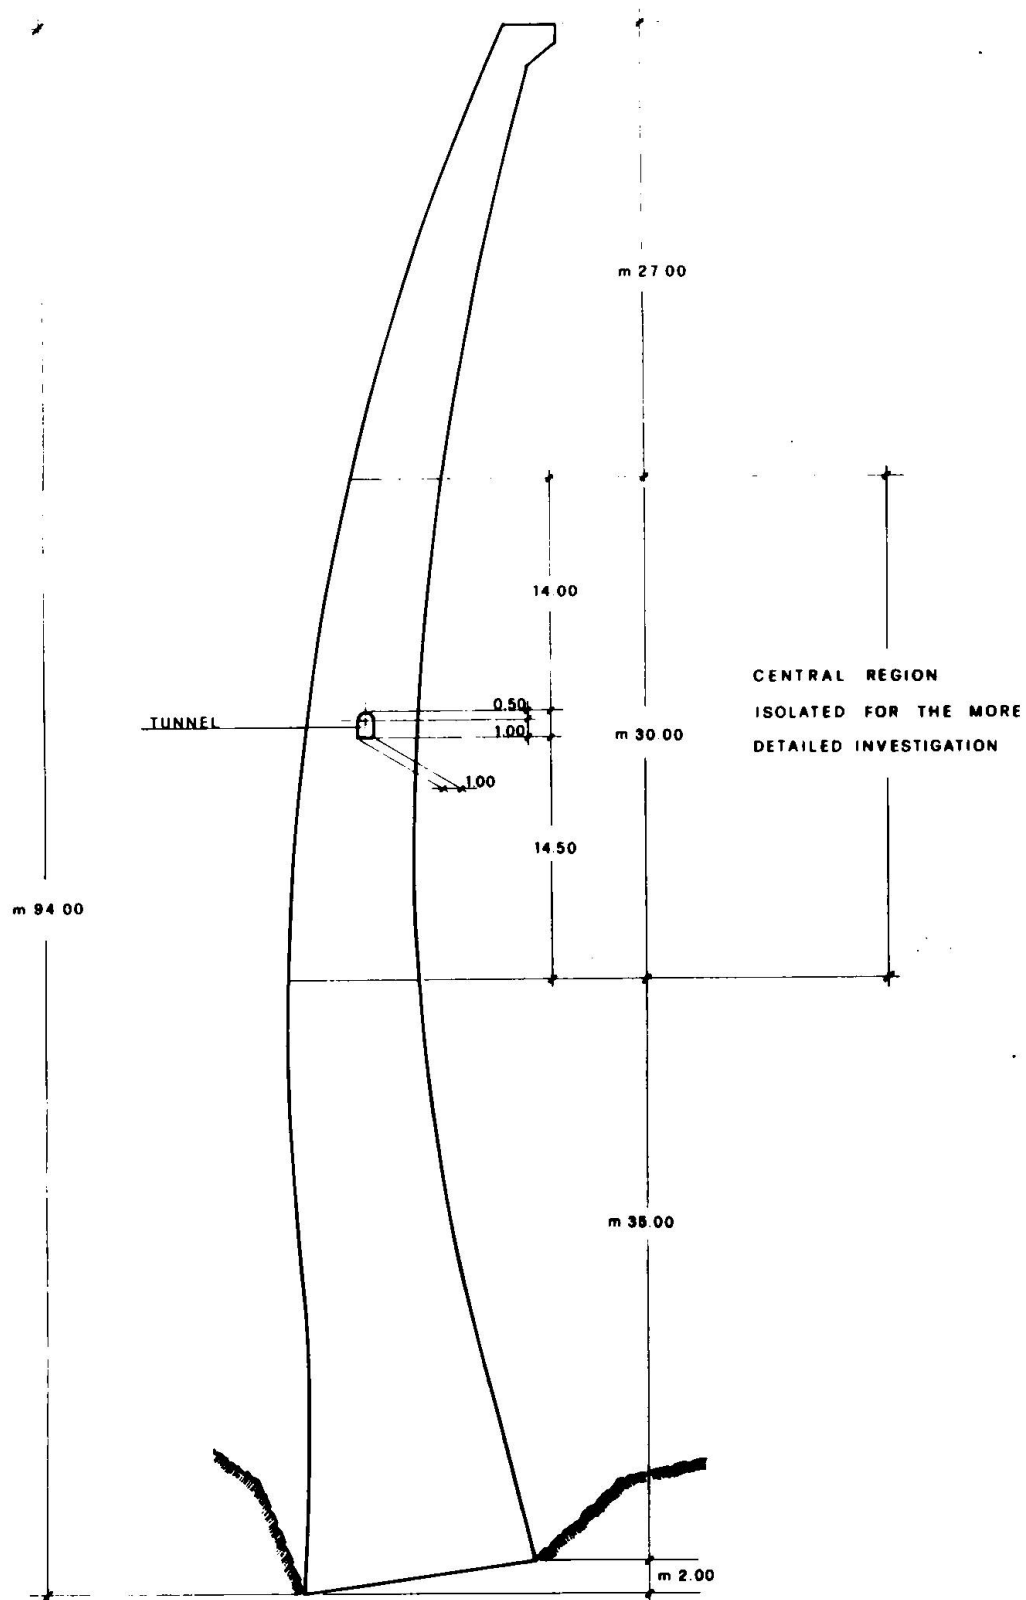 m 27.00
14.00
CENTRAL REGION
ISOLATED FOR THE MORE
DETAILED INVESTIGATION
0.50
TUNNEL
1.00
m 30.00
1.00
14.50
m 94.00
m 35.00
m 2.00